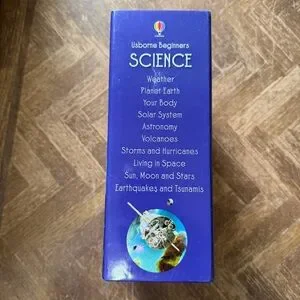 Usborne Beginners
SCIENCE
Weather
Planet Earth
Your Body
Solar System
Astronomy
Volcanoes
Storms and Hurricanes
Living in Space
Sun, Moon and Stars
Earthquakes and Tsunamis